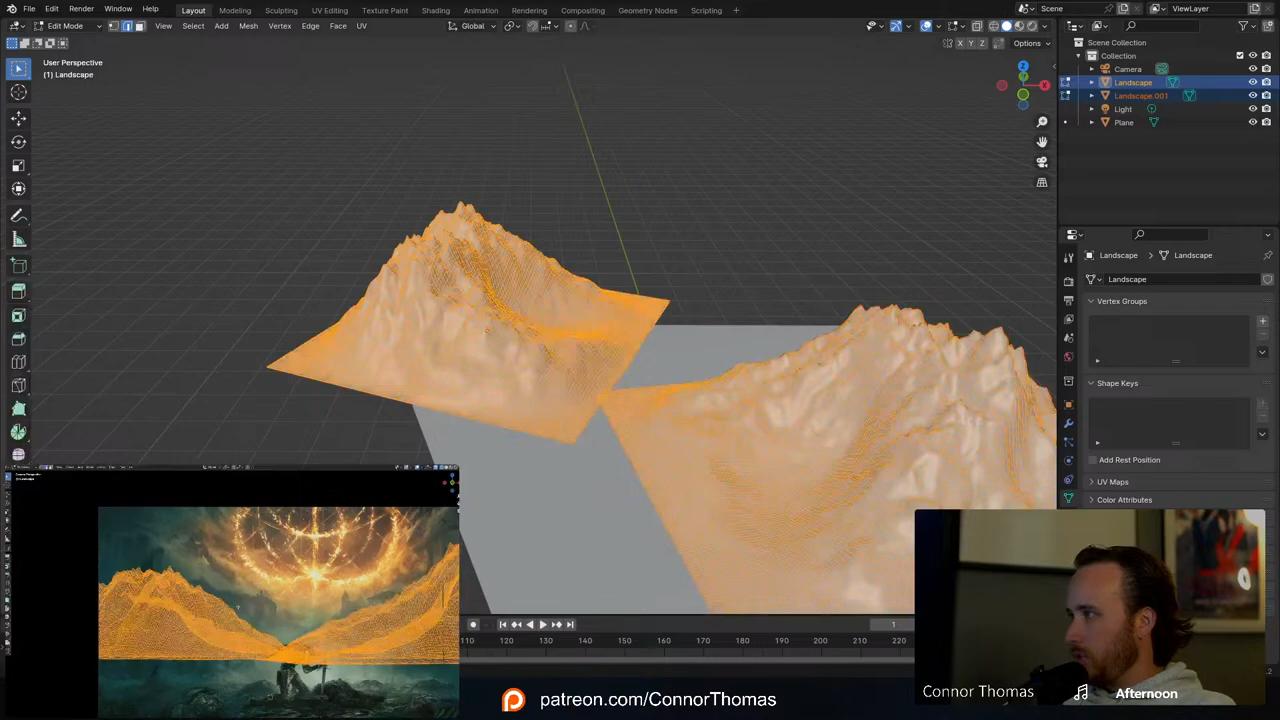 File Edit Render Window Help Layout Modeling Sculpting UV Editing Texture Paint Shading Animation Rendering Compositing Geometry Nodes Scripting + Scene ViewLayer
Edit Mode View Select Add Mesh Vertex Edge Face UV Global
X Y Z Options
User Perspective
(1) Landscape
Z
Y
X
Scene Collection
Collection
Camera
Landscape
Landscape.001
Light
Plane
Landscape > Landscape
Landscape
Vertex Groups
Shape Keys
Add Rest Position
UV Maps
Color Attributes
1
110 120 130 140 150 160 170 180 190 200 210 220
patreon.com/ConnorThomas
Connor Thomas Afternoon